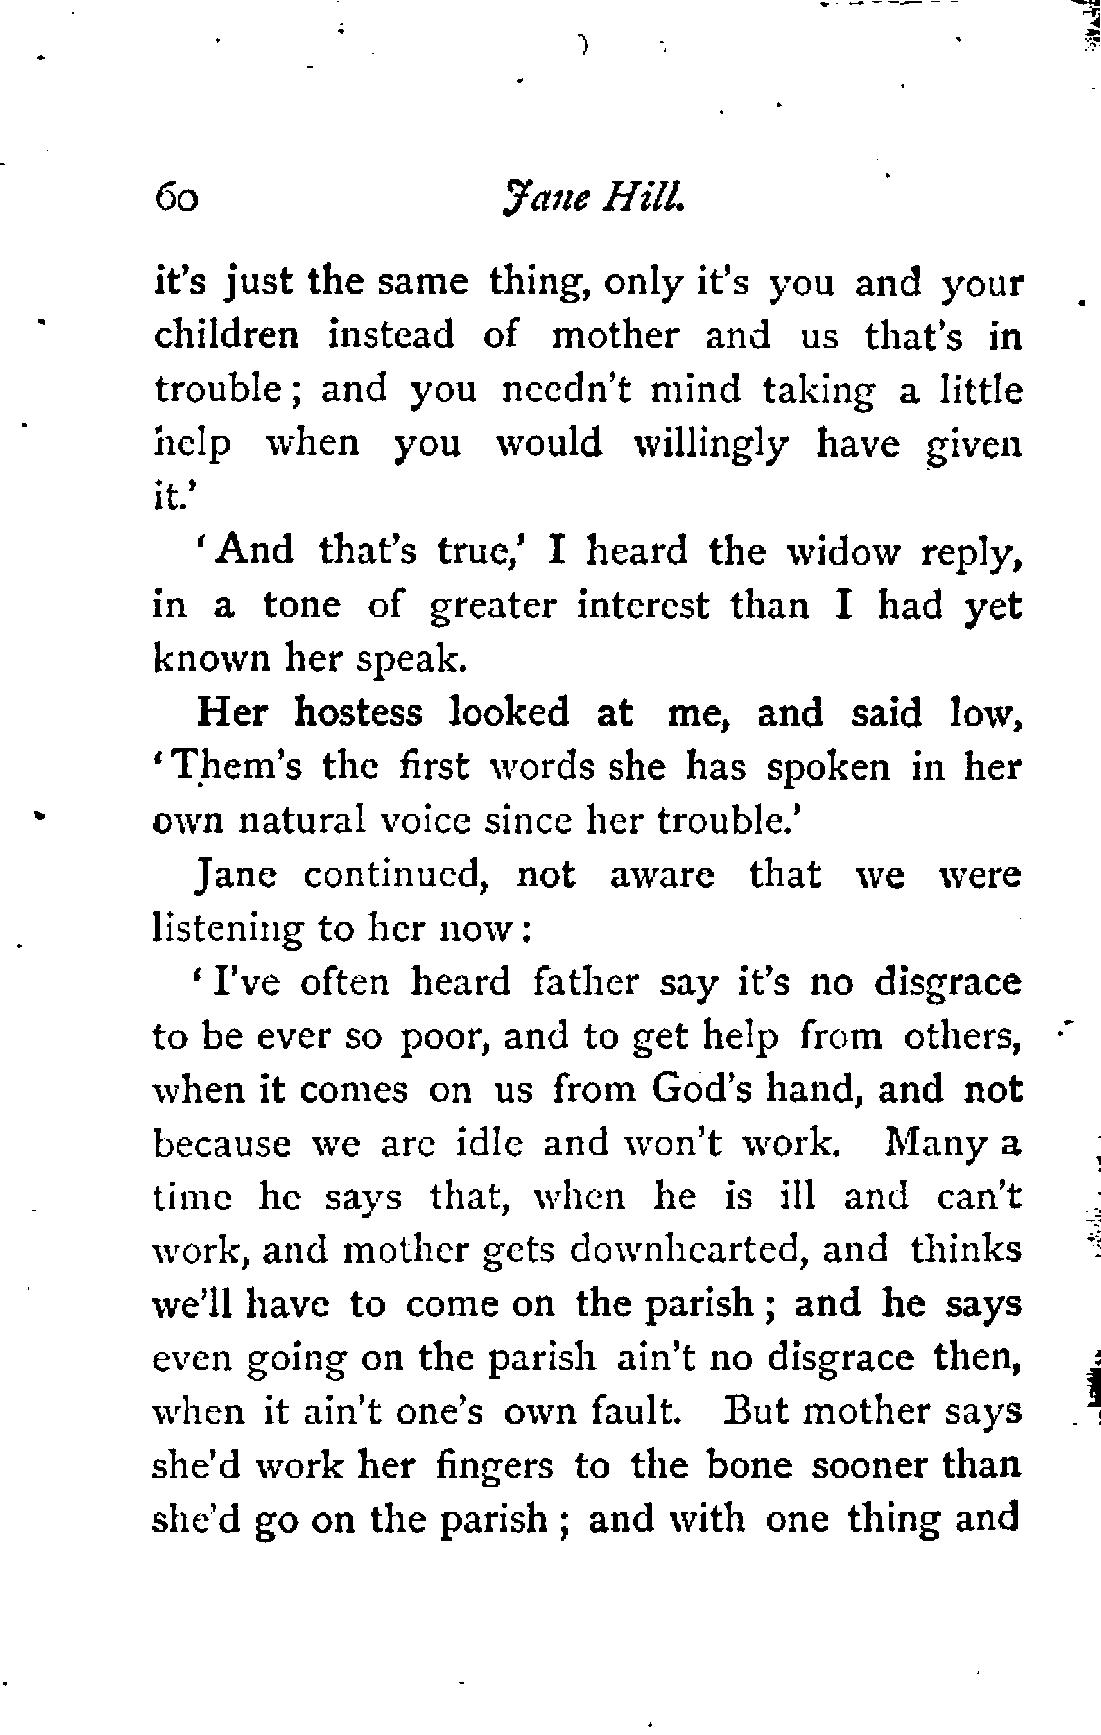 60 Jane Hill.
it's just the same thing, only it's you and your
children instead of mother and us that's in
trouble ; and you needn't mind taking a little
help when you would willingly have given
it.'
‘ And that's true,' I heard the widow reply,
in a tone of greater interest than I had yet
known her speak.
Her hostess looked at me, and said low,
‘ Them's the first words she has spoken in her
own natural voice since her trouble.'
Jane continued, not aware that we were
listening to her now :
‘ I've often heard father say it's no disgrace
to be ever so poor, and to get help from others,
when it comes on us from God's hand, and not
because we are idle and won't work. Many a
time he says that, when he is ill and can't
work, and mother gets downhearted, and thinks
we'll have to come on the parish ; and he says
even going on the parish ain't no disgrace then,
when it ain't one's own fault. But mother says
she'd work her fingers to the bone sooner than
she'd go on the parish ; and with one thing and